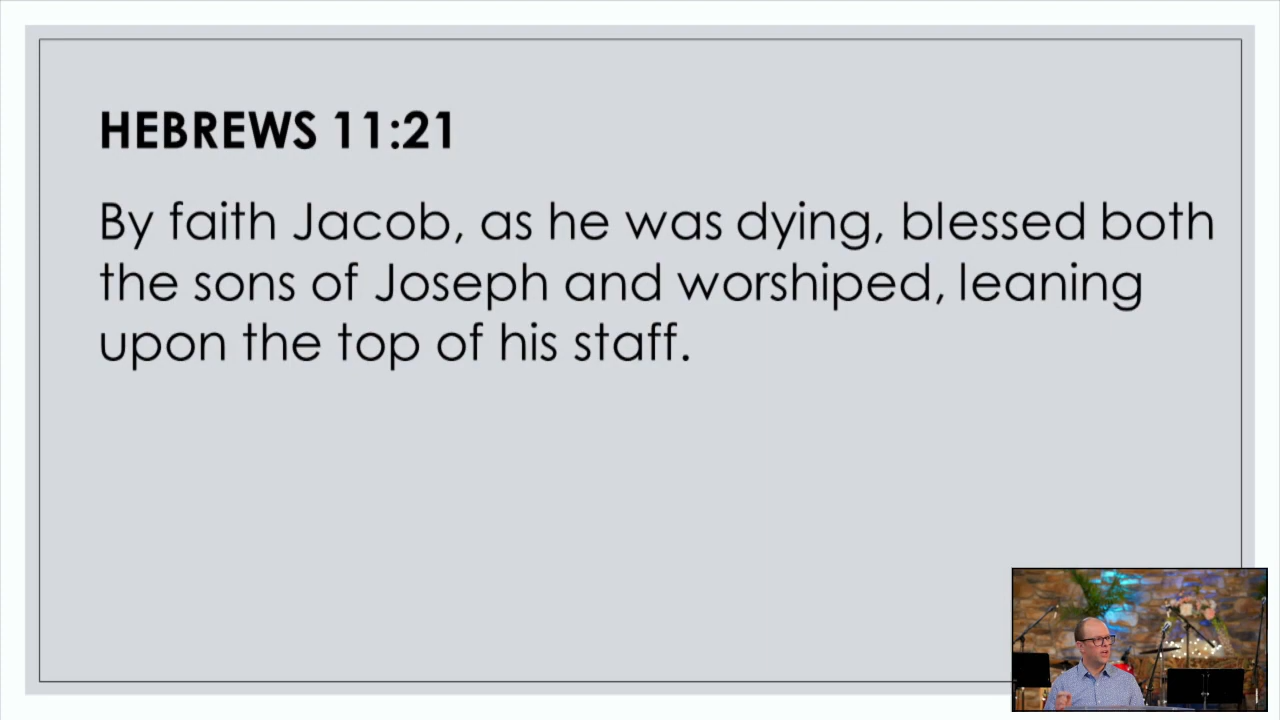 HEBREWS 11:21
By faith Jacob, as he was dying, blessed both
the sons of Joseph and worshiped, leaning
upon the top of his staff.